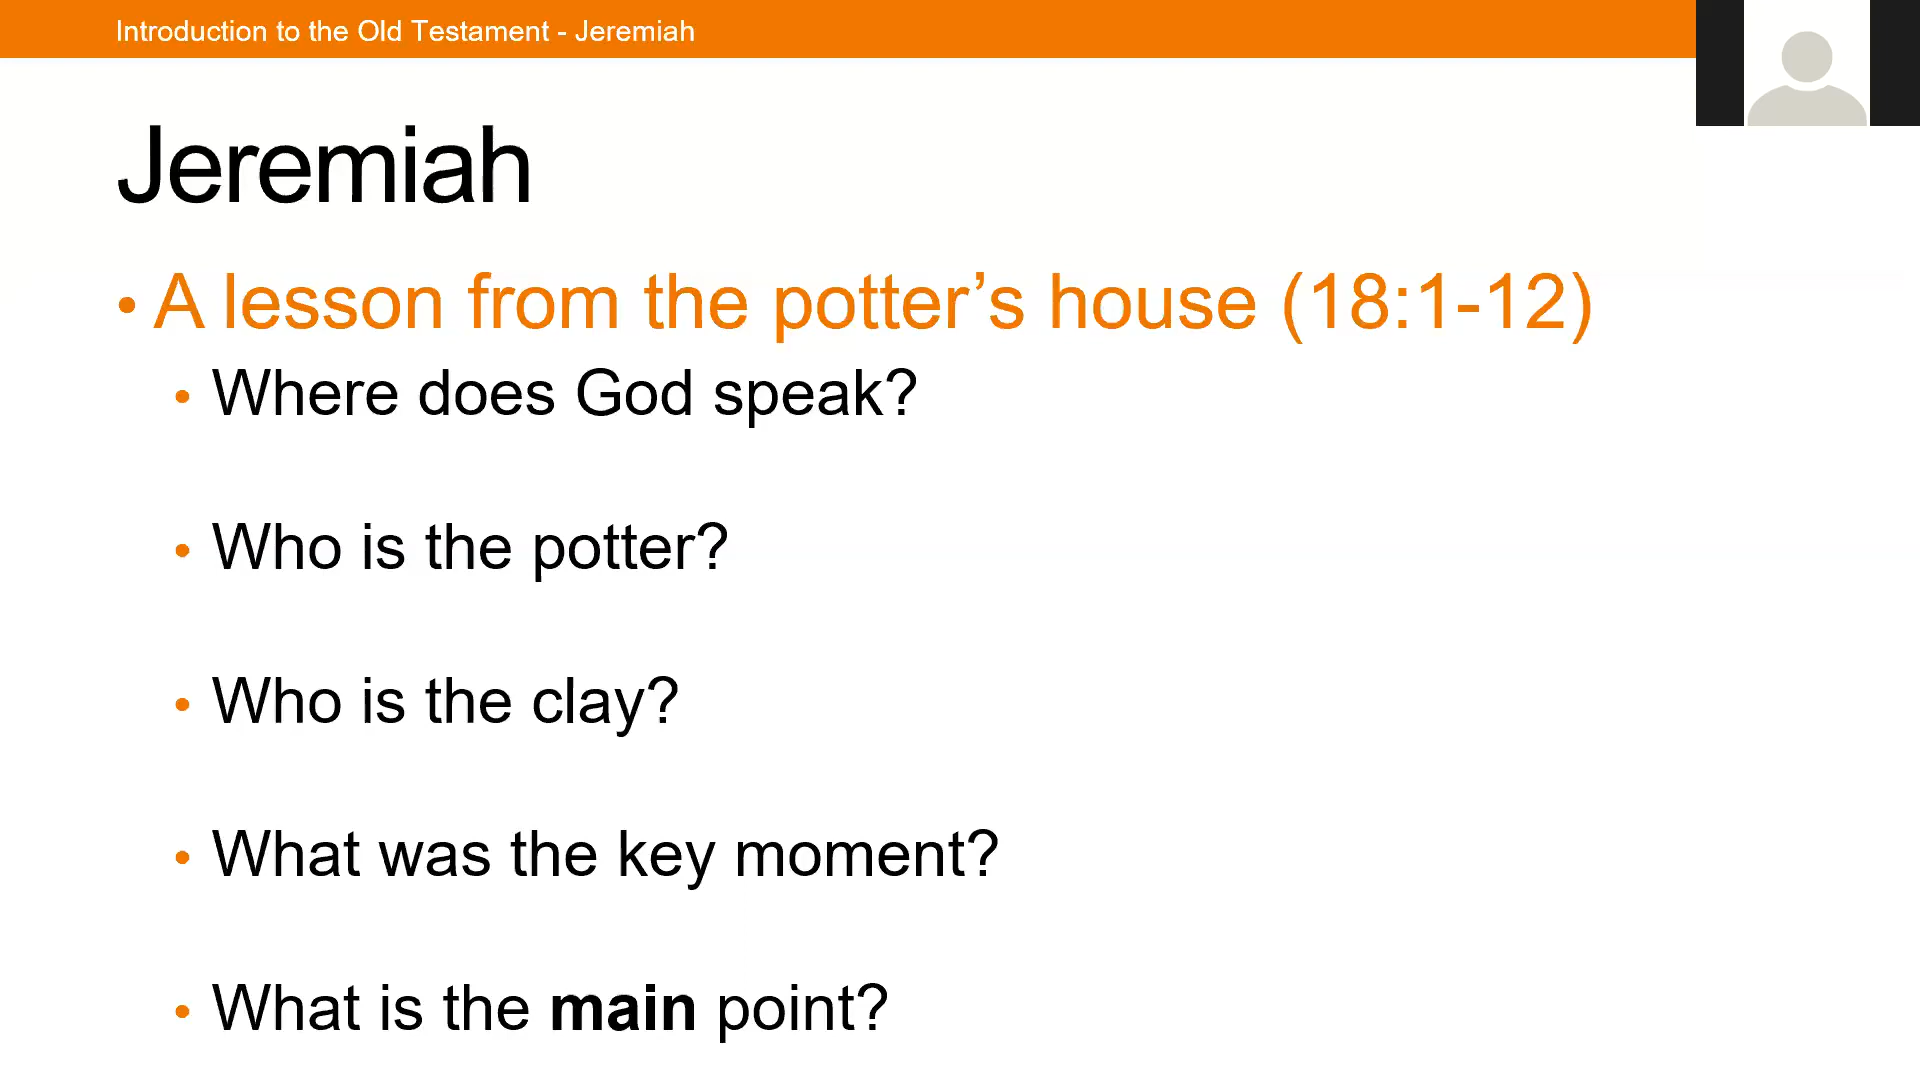 Introduction to the Old Testament - Jeremiah
Jeremiah
• A lesson from the potter’s house (18:1-12)
• Where does God speak?
• Who is the potter?
• Who is the clay?
• What was the key moment?
• What is the main point?